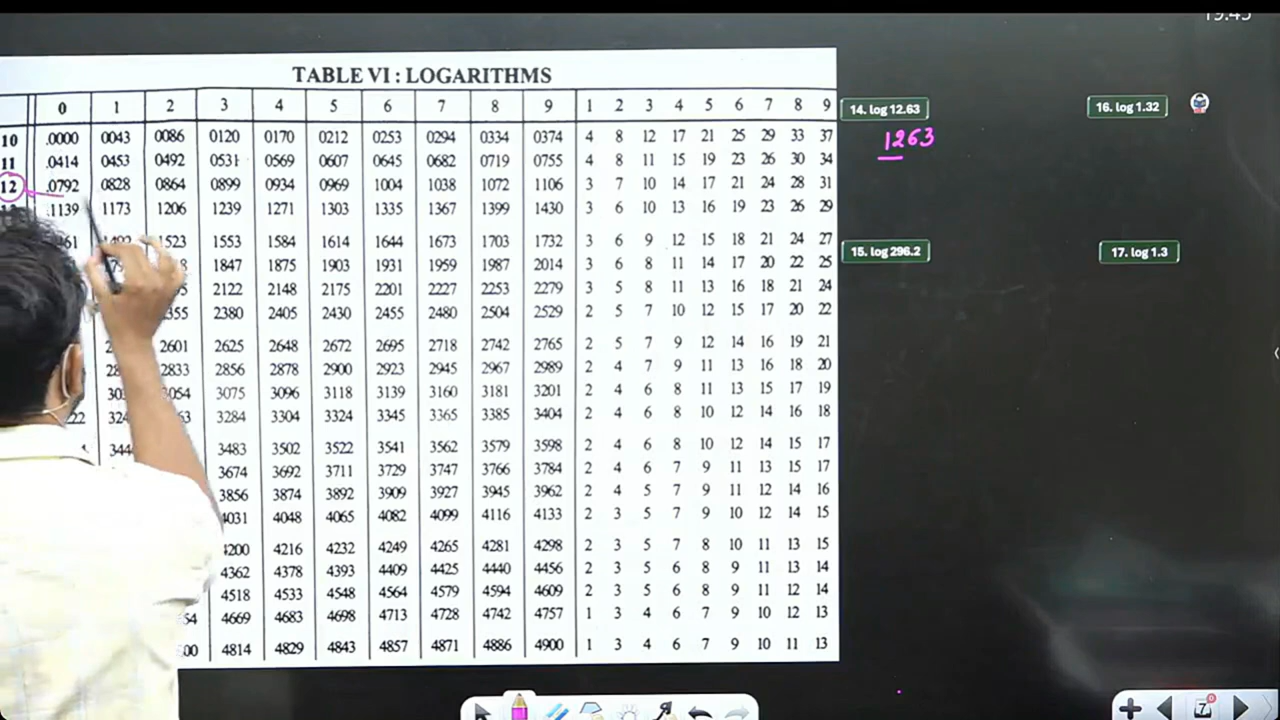 19:45
TABLE VI : LOGARITHMS
0 1 2 3 4 5 6 7 8 9 1 2 3 4 5 6 7 8 9
10 .0000 0043 0086 0120 0170 0212 0253 0294 0334 0374 4 8 12 17 21 25 29 33 37
11 .0414 0453 0492 0531 0569 0607 0645 0682 0719 0755 4 8 11 15 19 23 26 30 34
12 .0792 0828 0864 0899 0934 0969 1004 1038 1072 1106 3 7 10 14 17 21 24 28 31
.1139 1173 1206 1239 1271 1303 1335 1367 1399 1430 3 6 10 13 16 19 23 26 29
1523 1553 1584 1614 1644 1673 1703 1732 3 6 9 12 15 18 21 24 27
1847 1875 1903 1931 1959 1987 2014 3 6 8 11 14 17 20 22 25
2122 2148 2175 2201 2227 2253 2279 3 5 8 11 13 16 18 21 24
355 2380 2405 2430 2455 2480 2504 2529 2 5 7 10 12 15 17 20 22
2601 2625 2648 2672 2695 2718 2742 2765 2 5 7 9 12 14 16 19 21
2833 2856 2878 2900 2923 2945 2967 2989 2 4 7 9 11 13 16 18 20
054 3075 3096 3118 3139 3160 3181 3201 2 4 6 8 11 13 15 17 19
3284 3304 3324 3345 3365 3385 3404 2 4 6 8 10 12 14 16 18
3483 3502 3522 3541 3562 3579 3598 2 4 6 8 10 12 14 15 17
3674 3692 3711 3729 3747 3766 3784 2 4 6 7 9 11 13 15 17
3856 3874 3892 3909 3927 3945 3962 2 4 5 7 9 11 12 14 16
4031 4048 4065 4082 4099 4116 4133 2 3 5 7 9 10 12 14 15
4200 4216 4232 4249 4265 4281 4298 2 3 5 7 8 10 11 13 15
4362 4378 4393 4409 4425 4440 4456 2 3 5 6 8 9 11 13 14
4518 4533 4548 4564 4579 4594 4609 2 3 5 6 8 9 11 12 14
54 4669 4683 4698 4713 4728 4742 4757 1 3 4 6 7 9 10 12 13
00 4814 4829 4843 4857 4871 4886 4900 1 3 4 6 7 9 10 11 13
14. log 12.63
1263
16. log 1.32
15. log 296.2
17. log 1.3
7